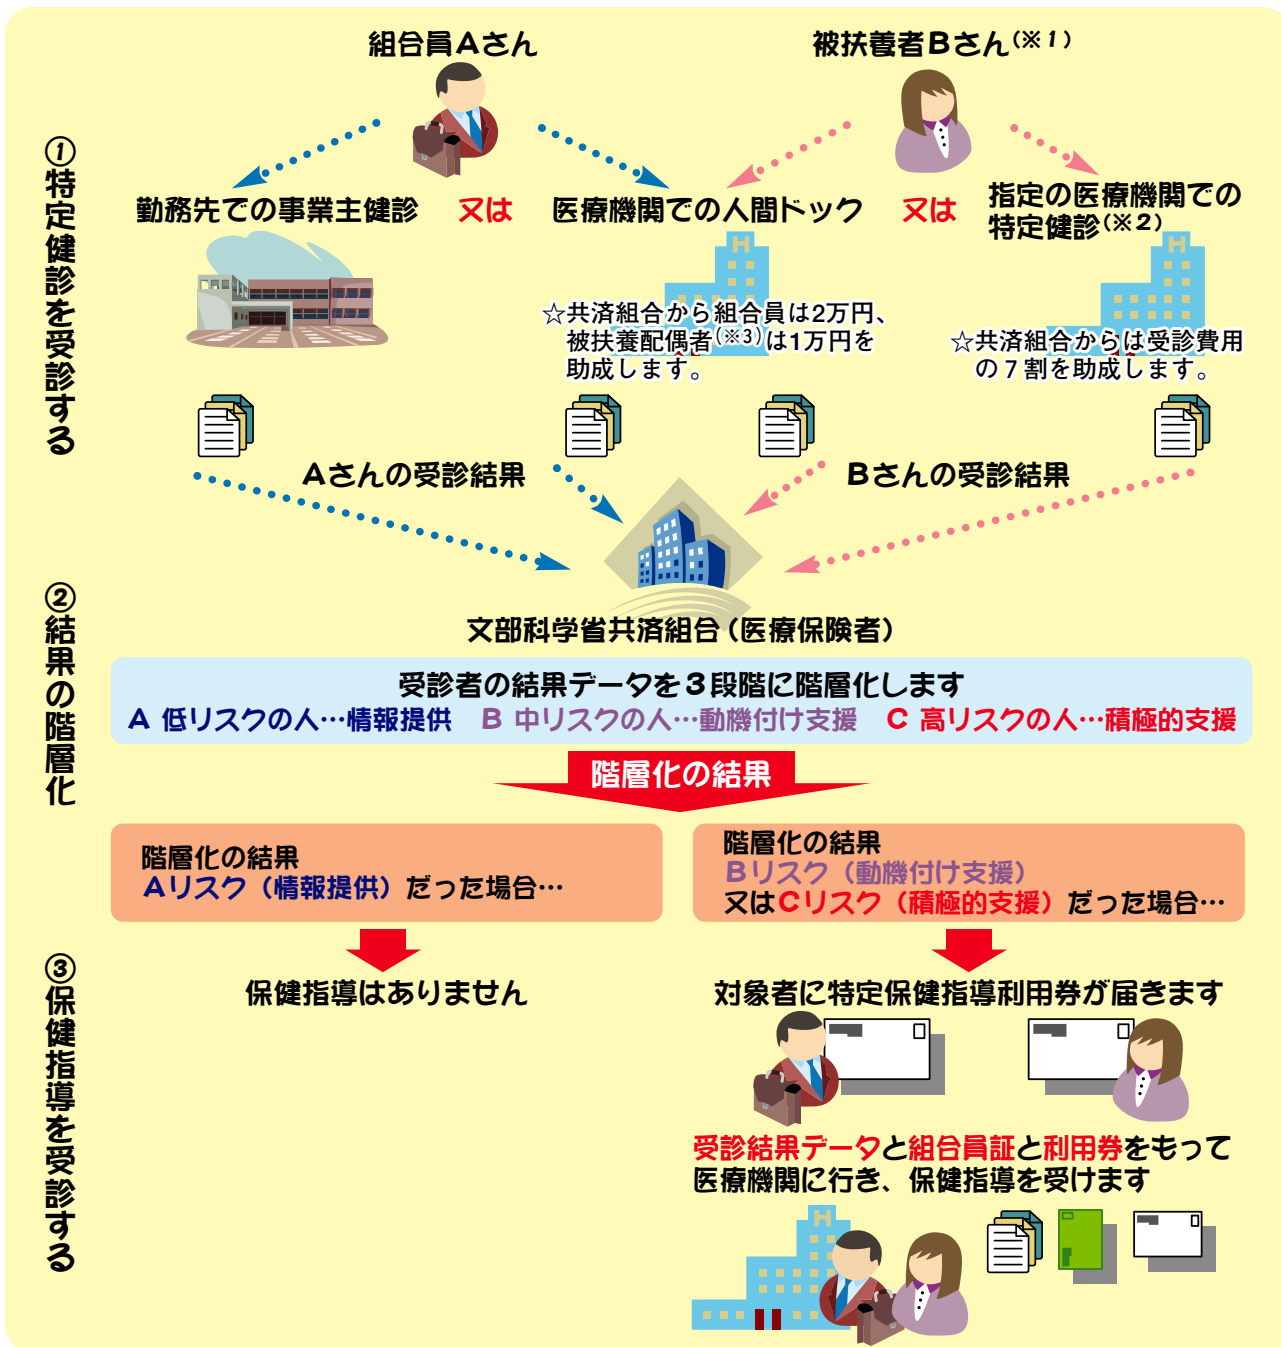 組合員Aさん
被扶養者Bさん(※1)
①特定健診を受診する
勤務先での事業主健診 又は 医療機関での人間ドック 又は 指定の医療機関での
特定健診(※2)
H
H
☆共済組合から組合員は2万円、
被扶養配偶者(※3)は1万円を
助成します。
☆共済組合からは受診費用
の7割を助成します。
Aさんの受診結果
Bさんの受診結果
②結果の階層化
文部科学省共済組合(医療保険者)
受診者の結果データを3段階に階層化します
A 低リスクの人…情報提供 B 中リスクの人…動機付け支援 C 高リスクの人…積極的支援
階層化の結果
階層化の結果
Aリスク(情報提供)だった場合…
階層化の結果
Bリスク(動機付け支援)
又はCリスク(積極的支援)だった場合…
③保健指導を受診する
保健指導はありません
対象者に特定保健指導利用券が届きます
受診結果データと組合員証と利用券をもって
医療機関に行き、保健指導を受けます
H